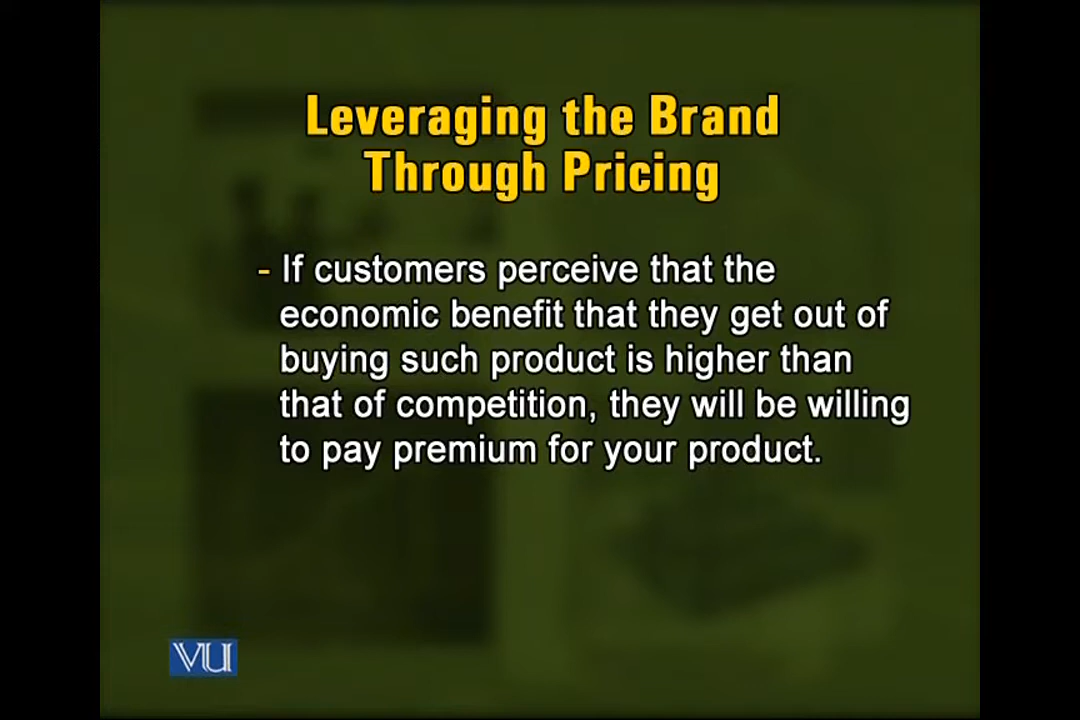 Leveraging the Brand
Through Pricing
- If customers perceive that the
economic benefit that they get out of
buying such product is higher than
that of competition, they will be willing
to pay premium for your product.
VU